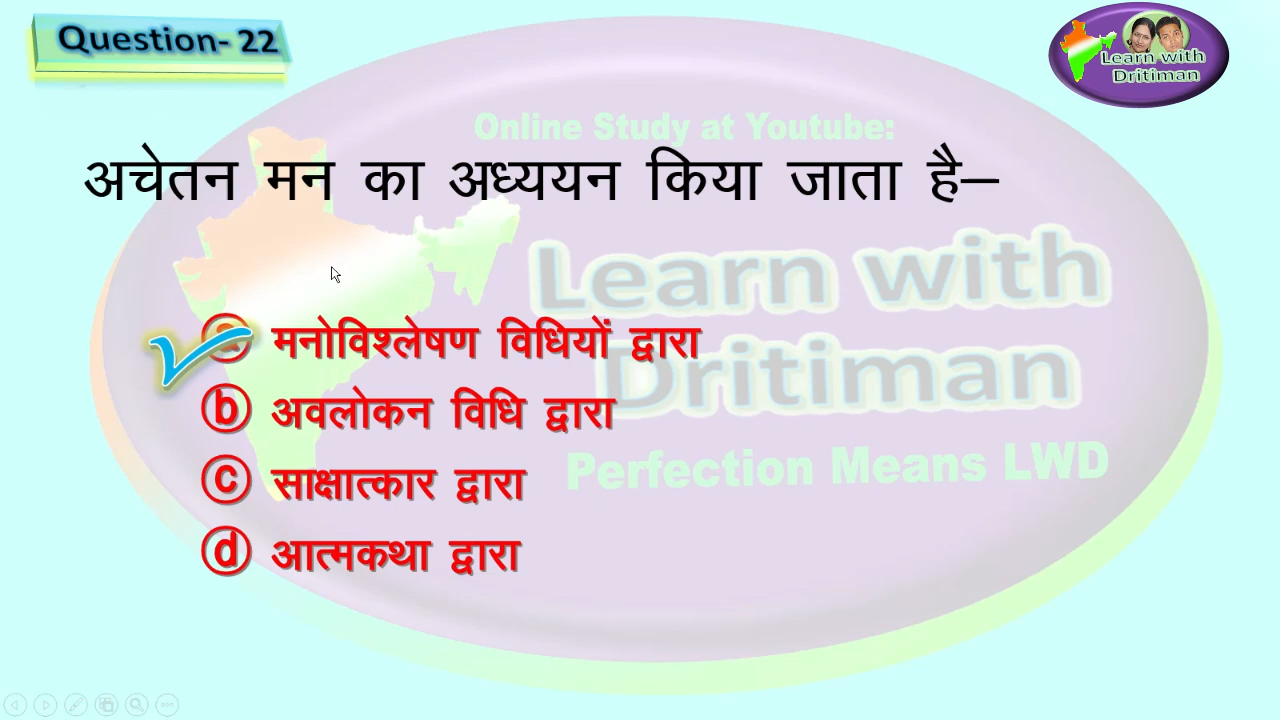 Question- 22
Learn with
Dritiman
Online Study at Youtube:
अचेतन मन का अध्ययन किया जाता है–
Learn with
Dritiman
ⓐ मनोविश्लेषण विधियों द्वारा
ⓑ अवलोकन विधि द्वारा
ⓒ साक्षात्कार द्वारा
Perfection Means LWD
ⓓ आत्मकथा द्वारा